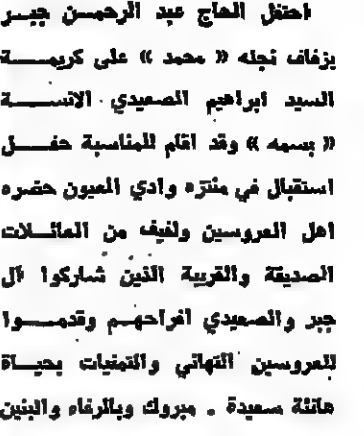 احتفل الحاج عبد الرحمن جبر
بزفاف نجله « محمد » على كريمة
السيد ابراهيم الصعيدي الانسة
« بسمه » وقد اقام للمناسبة حفل
استقبال في منتزه وادي العيون حضره
اهل العروسين ولفيف من العائلات
الصديقة والقريبة الذين شاركوا آل
جبر والصعيدي افراحهم وقدموا
للعروسين التهاني والتمنيات بحياة
هانئة سعيدة . مبروك وبالرفاه والبنين